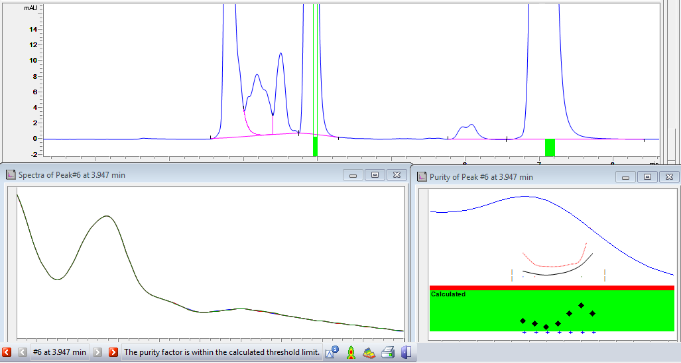 mAU
14
12
10
8
6
4
2
0
-2
Spectra of Peak#6 at 3.947 min
Purity of Peak #6 at 3.947 min
Calculated
#6 at 3.947 min
The purity factor is within the calculated threshold limit.